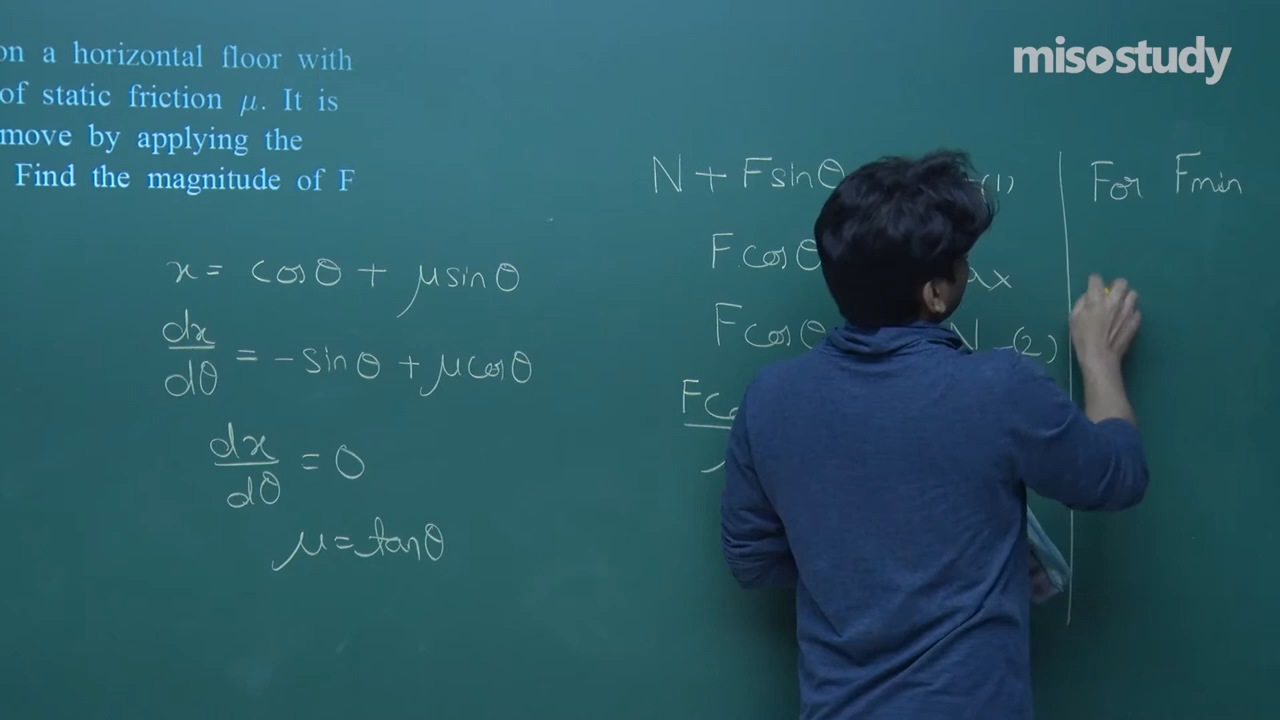 misostudy
on a horizontal floor with
of static friction μ. It is
move by applying the
Find the magnitude of F
x = cosθ + μsinθ
dx/dθ = -sinθ + μcosθ
dx/dθ = 0
μ = tanθ
N + Fsinθ -(1)
Fcosθ ax
Fcosθ N -(2)
For Fmin